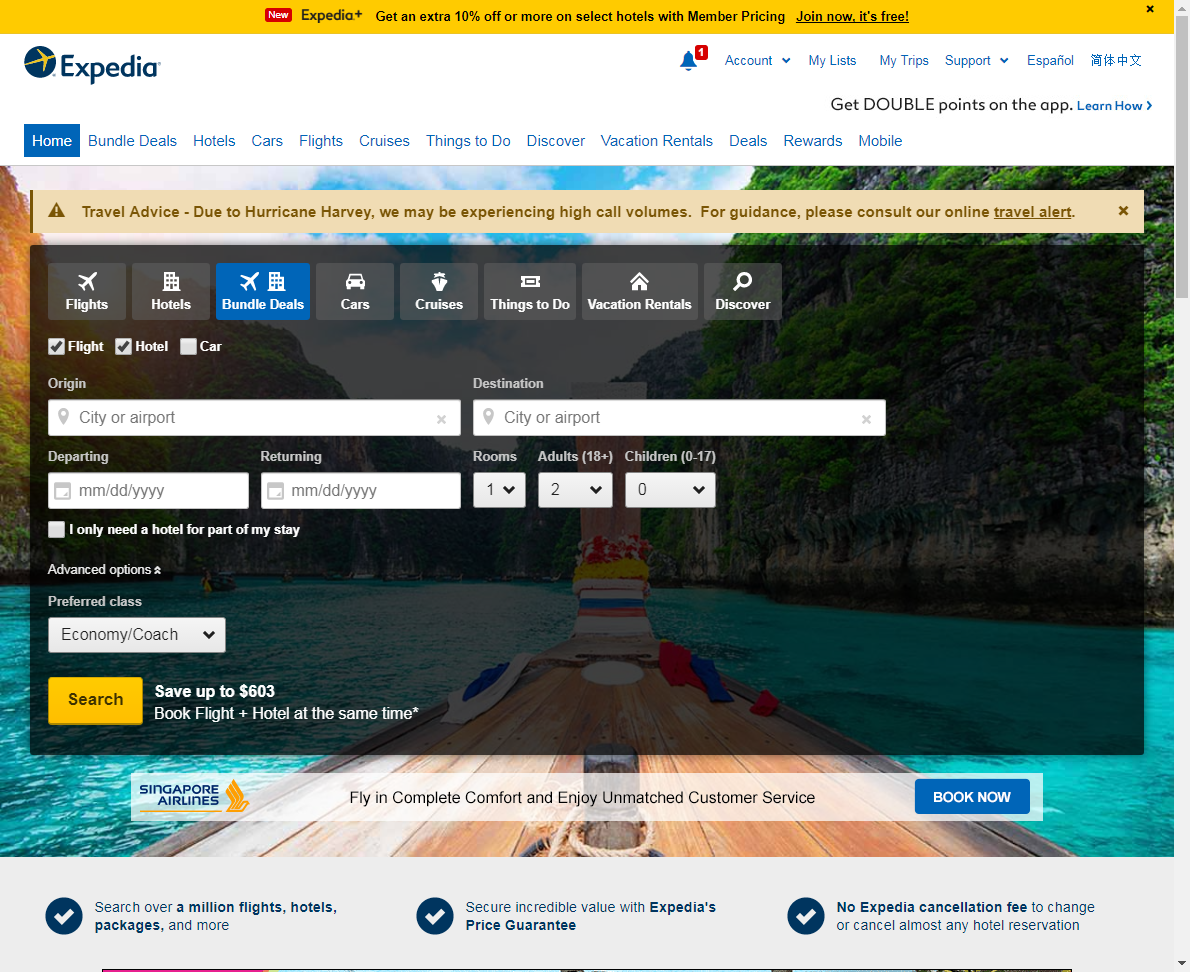 New Expedia+ Get an extra 10% off or more on select hotels with Member Pricing Join now, it's free!
Expedia
1
Account My Lists My Trips Support Español 简体中文
Get DOUBLE points on the app. Learn How
Home Bundle Deals Hotels Cars Flights Cruises Things to Do Discover Vacation Rentals Deals Rewards Mobile
Travel Advice - Due to Hurricane Harvey, we may be experiencing high call volumes. For guidance, please consult our online travel alert.
Flights Hotels Bundle Deals Cars Cruises Things to Do Vacation Rentals Discover
Flight Hotel Car
Origin Destination
City or airport City or airport
Departing Returning Rooms Adults (18+) Children (0-17)
mm/dd/yyyy mm/dd/yyyy 1 2 0
I only need a hotel for part of my stay
Advanced options
Preferred class
Economy/Coach
Search
Save up to $603
Book Flight + Hotel at the same time*
SINGAPORE AIRLINES
Fly in Complete Comfort and Enjoy Unmatched Customer Service
BOOK NOW
Search over a million flights, hotels,
packages, and more
Secure incredible value with Expedia's
Price Guarantee
No Expedia cancellation fee to change
or cancel almost any hotel reservation